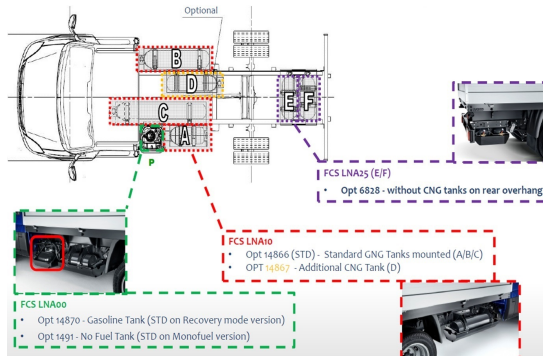 Optional
B
D
C
E F
A
P
FCS LNA25 (E/F)
• Opt 6828 - without CNG tanks on rear overhang
FCS LNA10
• Opt 14866 (STD) - Standard GNG Tanks mounted (A/B/C)
• OPT 14867 - Additional CNG Tank (D)
FCS LNA00
• Opt 14870 - Gasoline Tank (STD on Recovery mode version)
• Opt 1491 - No Fuel Tank (STD on Monofuel version)